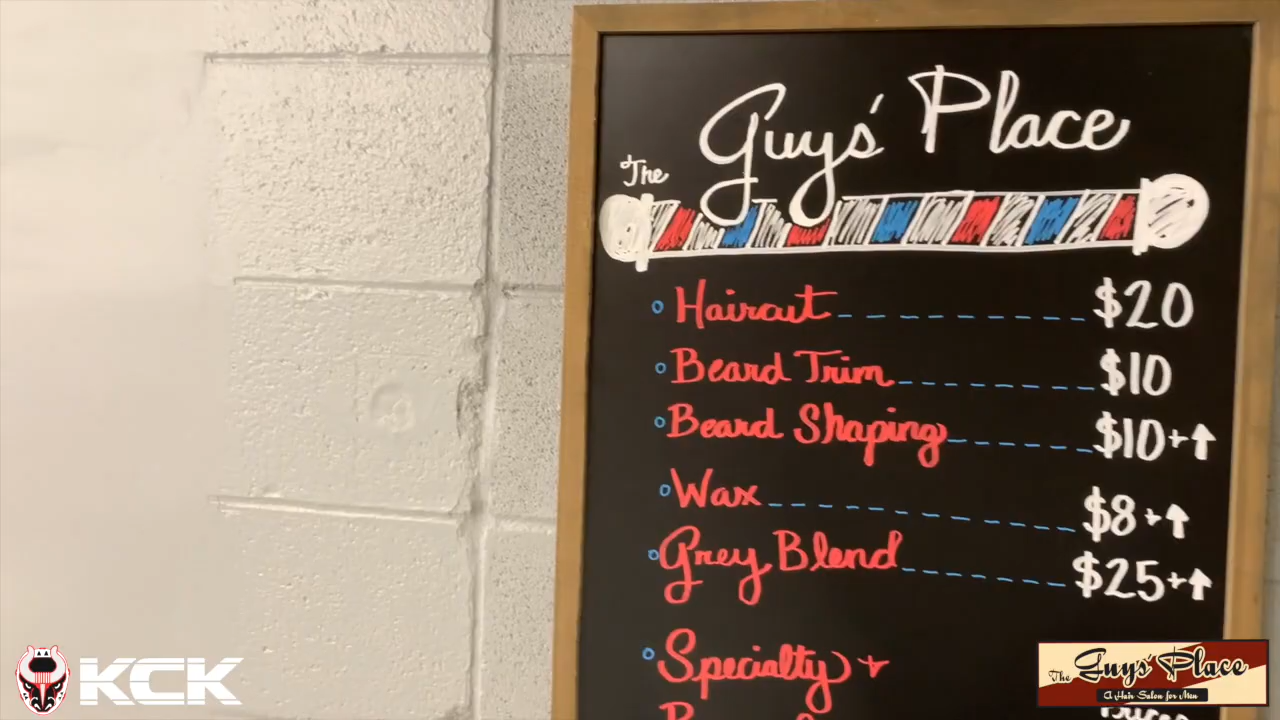 The Guys' Place
Haircut $20
Beard Trim $10
Beard Shaping $10+↑
Wax $8+↑
Grey Blend $25+↑
Specialty +
KCK
The Guys' Place
A Hair Salon for Men